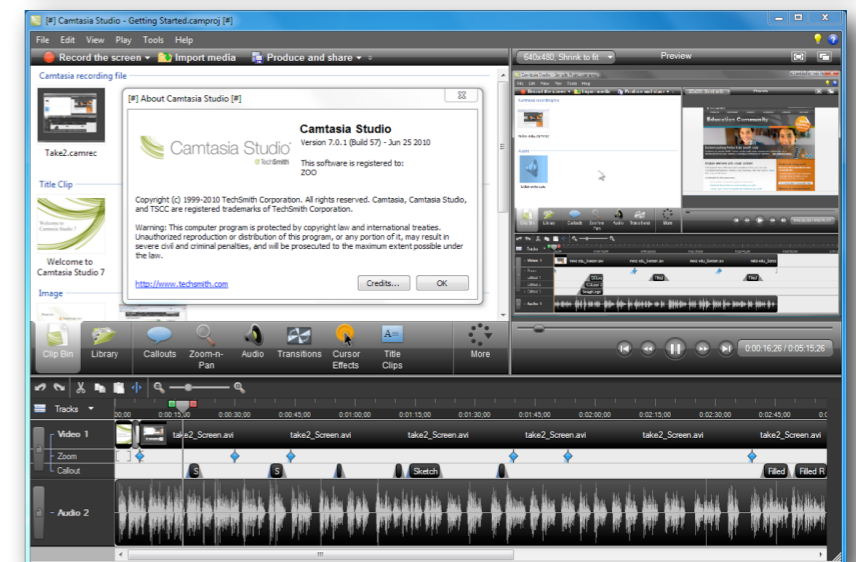 [#] Camtasia Studio - Getting Started.camproj [#]
File Edit View Play Tools Help
Record the screen Import media Produce and share
640x480, Shrink to fit Preview
Camtasia recording file
Take2.camrec
Title Clip
Welcome to
Camtasia Studio 7
Welcome to
Camtasia Studio 7
Image
[#] About Camtasia Studio [#]
Camtasia Studio
TechSmith
Camtasia Studio
Version 7.0.1 (Build 57) - Jun 25 2010
This software is registered to:
ZOO
Copyright (c) 1999-2010 TechSmith Corporation. All rights reserved. Camtasia, Camtasia Studio,
and TSCC are registered trademarks of TechSmith Corporation.
Warning: This computer program is protected by copyright law and international treaties.
Unauthorized reproduction or distribution of this program, or any portion of it, may result in
severe civil and criminal penalties, and will be prosecuted to the maximum extent possible under
the law.
http://www.techsmith.com Credits... OK
Education Community
Clip Bin Library Callouts Zoom-n-Pan Audio Transitions Cursor Effects Title Clips More
0:00:16;26 / 0:05:15;26
Tracks 00;00 0:00:15;00 0:00:30;00 0:00:45;00 0:01:00;00 0:01:15;00 0:01:30;00 0:01:45;00 0:02:00;00 0:02:15;00 0:02:30;00 0:02:45;00
Video 1 take2_Screen.avi take2_Screen.avi take2_Screen.avi take2_Screen.avi take2_Screen.avi take2_Screen.avi
Zoom
Callout S S Sketch Filled Filled R
Audio 2